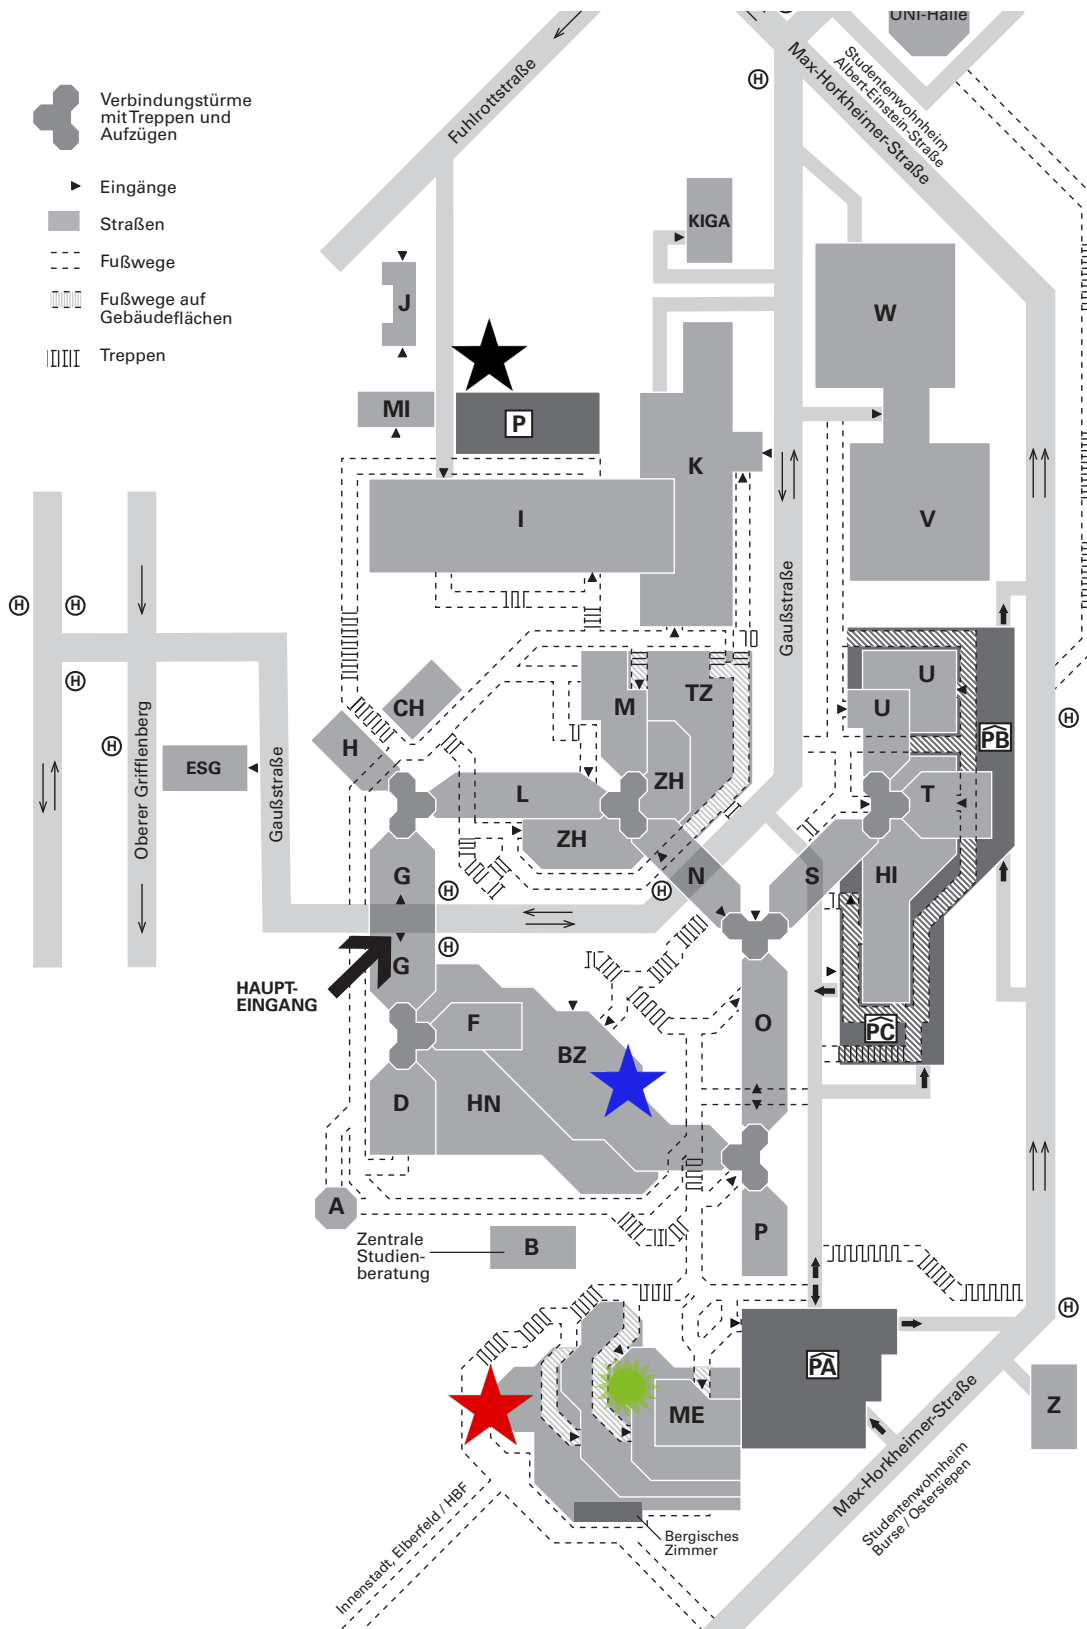 UNI-Halle
Fuhlrottstraße
H
Max-Horkheimer-Straße
Studentenwohnheim
Albert-Einstein-Straße
Verbindungstürme
mit Treppen und
Aufzügen
Eingänge
Straßen
Fußwege
Fußwege auf
Gebäudeflächen
Treppen
KIGA
J
W
MI
P
K
I
V
H
H
Gaußstraße
U
TZ
H
CH
M
U
H
PB
H
H
ESG
ZH
L
T
Oberer Grifflenberg
Gaußstraße
ZH
G
N
S
HI
H
H
H
G
HAUPT-
EINGANG
F
O
PC
BZ
D
HN
A
Zentrale
Studien-
beratung
B
P
H
PA
ME
Z
Max-Horkheimer-Straße
Studentenwohnheim
Burse / Ostersiepen
Innenstadt, Elberfeld / HBF
Bergisches
Zimmer